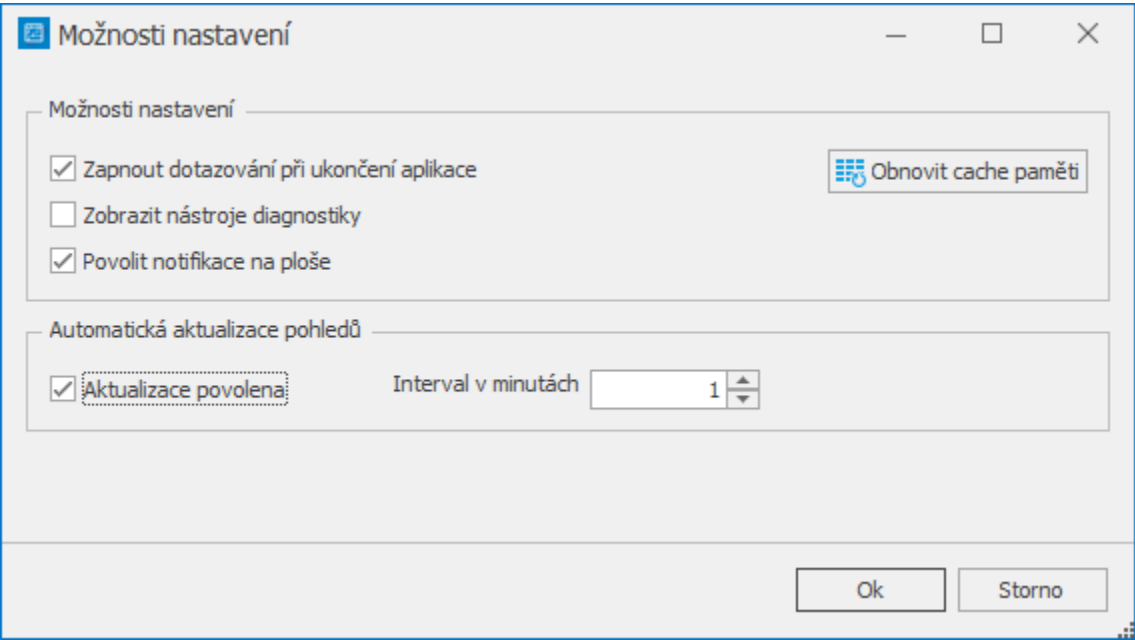 Možnosti nastavení
Možnosti nastavení
Zapnout dotazování při ukončení aplikace
Obnovit cache paměti
Zobrazit nástroje diagnostiky
Povolit notifikace na ploše
Automatická aktualizace pohledů
Aktualizace povolena
Interval v minutách
1
Ok
Storno